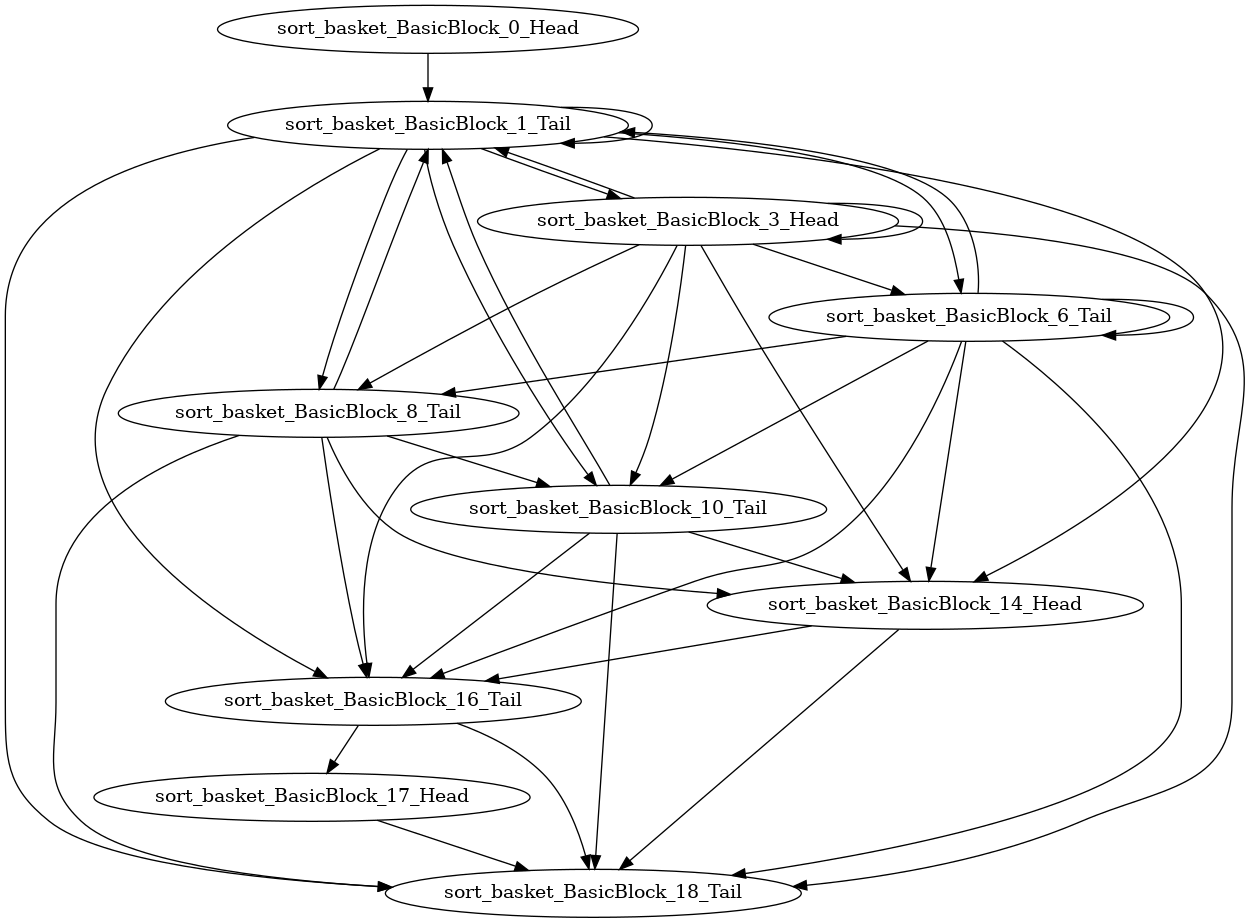 sort_basket_BasicBlock_0_Head
sort_basket_BasicBlock_1_Tail
sort_basket_BasicBlock_3_Head
sort_basket_BasicBlock_6_Tail
sort_basket_BasicBlock_8_Tail
sort_basket_BasicBlock_10_Tail
sort_basket_BasicBlock_14_Head
sort_basket_BasicBlock_16_Tail
sort_basket_BasicBlock_17_Head
sort_basket_BasicBlock_18_Tail